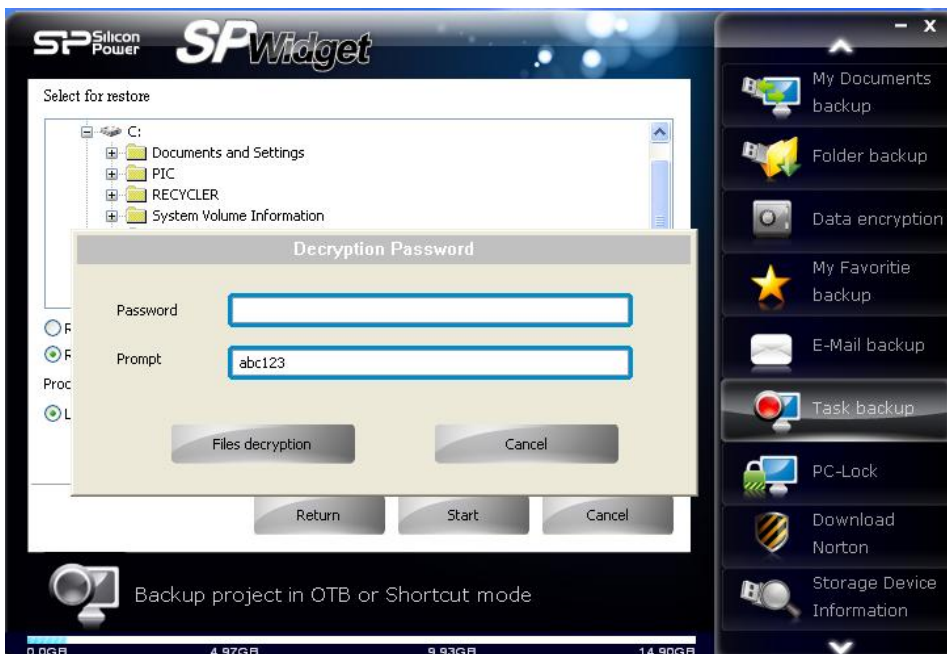 SP Silicon Power
SPWidget
Select for restore
C:
Documents and Settings
PIC
RECYCLER
System Volume Information
Decryption Password
Password
Prompt
abc123
Proc
Files decryption
Cancel
Return
Start
Cancel
Backup project in OTB or Shortcut mode
0.0GB
4.97GB
9.93GB
14.90GB
- X
My Documents
backup
Folder backup
Data encryption
My Favoritie
backup
E-Mail backup
Task backup
PC-Lock
Download
Norton
Storage Device
Information